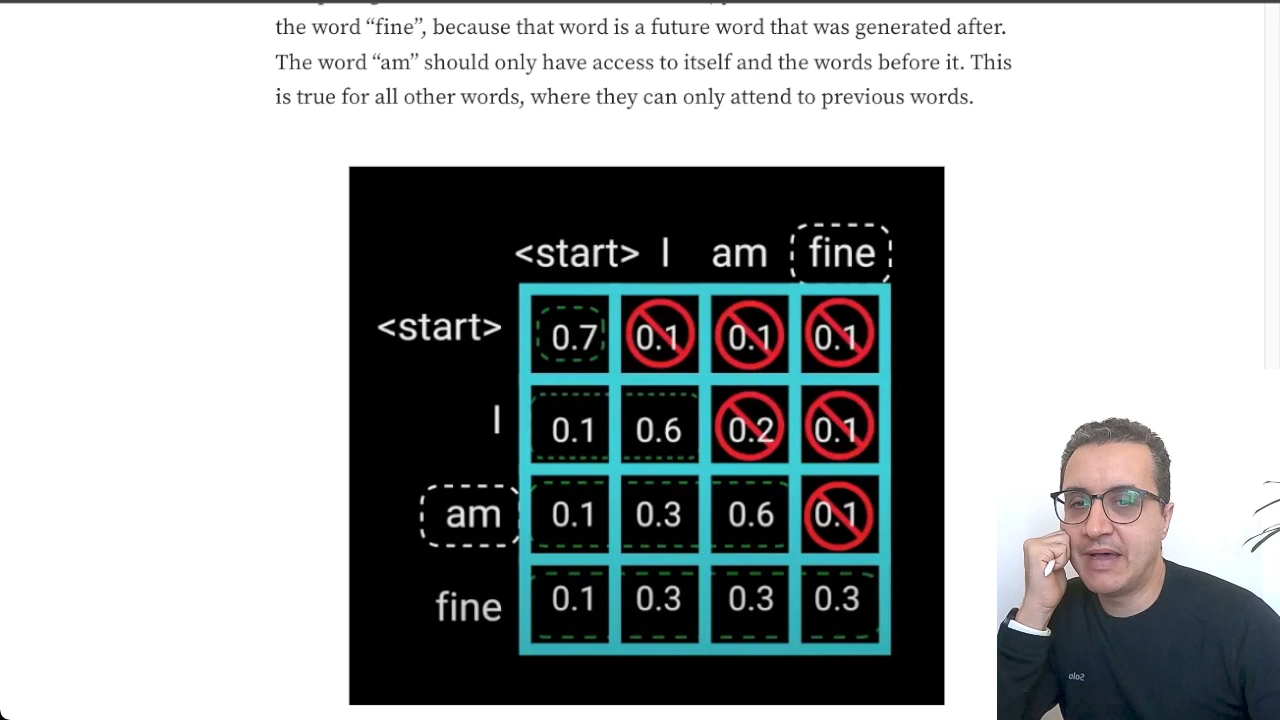 the word “fine”, because that word is a future word that was generated after.
The word “am” should only have access to itself and the words before it. This
is true for all other words, where they can only attend to previous words.
<start> I am fine
<start> 0.7 0.1 0.1 0.1
I 0.1 0.6 0.2 0.1
am 0.1 0.3 0.6 0.1
fine 0.1 0.3 0.3 0.3